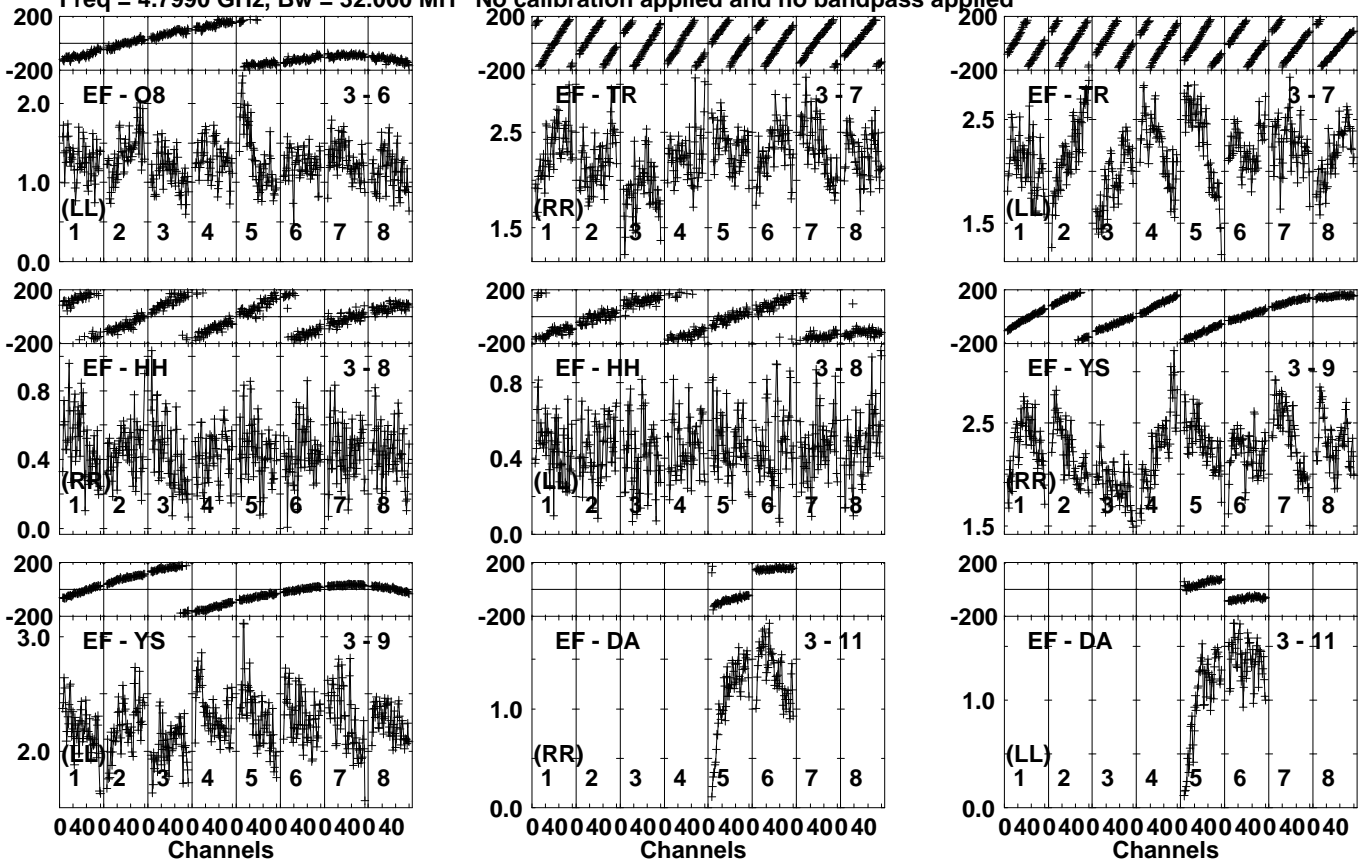 Freq = 4.7990 GHz, Bw = 32.000 MH No calibration applied and no bandpass applied
200
-200
EF - O8 3 - 6
2.0
1.0
0.0
(LL)
1 2 3 4 5 6 7 8
200
-200
EF - TR 3 - 7
2.5
1.5
(RR)
1 2 3 4 5 6 7 8
200
-200
EF - TR 3 - 7
2.5
1.5
(LL)
1 2 3 4 5 6 7 8
200
-200
EF - HH 3 - 8
0.8
0.4
0.0
(RR)
1 2 3 4 5 6 7 8
200
-200
EF - HH 3 - 8
0.8
0.4
0.0
(LL)
1 2 3 4 5 6 7 8
200
-200
EF - YS 3 - 9
2.5
1.5
(RR)
1 2 3 4 5 6 7 8
200
-200
EF - YS 3 - 9
3.0
2.0
(LL)
1 2 3 4 5 6 7 8
0 40 0 40 0 40 0 40 0 40 0 40 0 40 0 40
Channels
200
-200
EF - DA 3 - 11
1.0
0.0
(RR)
1 2 3 4 5 6 7 8
0 40 0 40 0 40 0 40 0 40 0 40 0 40 0 40
Channels
200
-200
EF - DA 3 - 11
1.0
0.0
(LL)
1 2 3 4 5 6 7 8
0 40 0 40 0 40 0 40 0 40 0 40 0 40 0 40
Channels